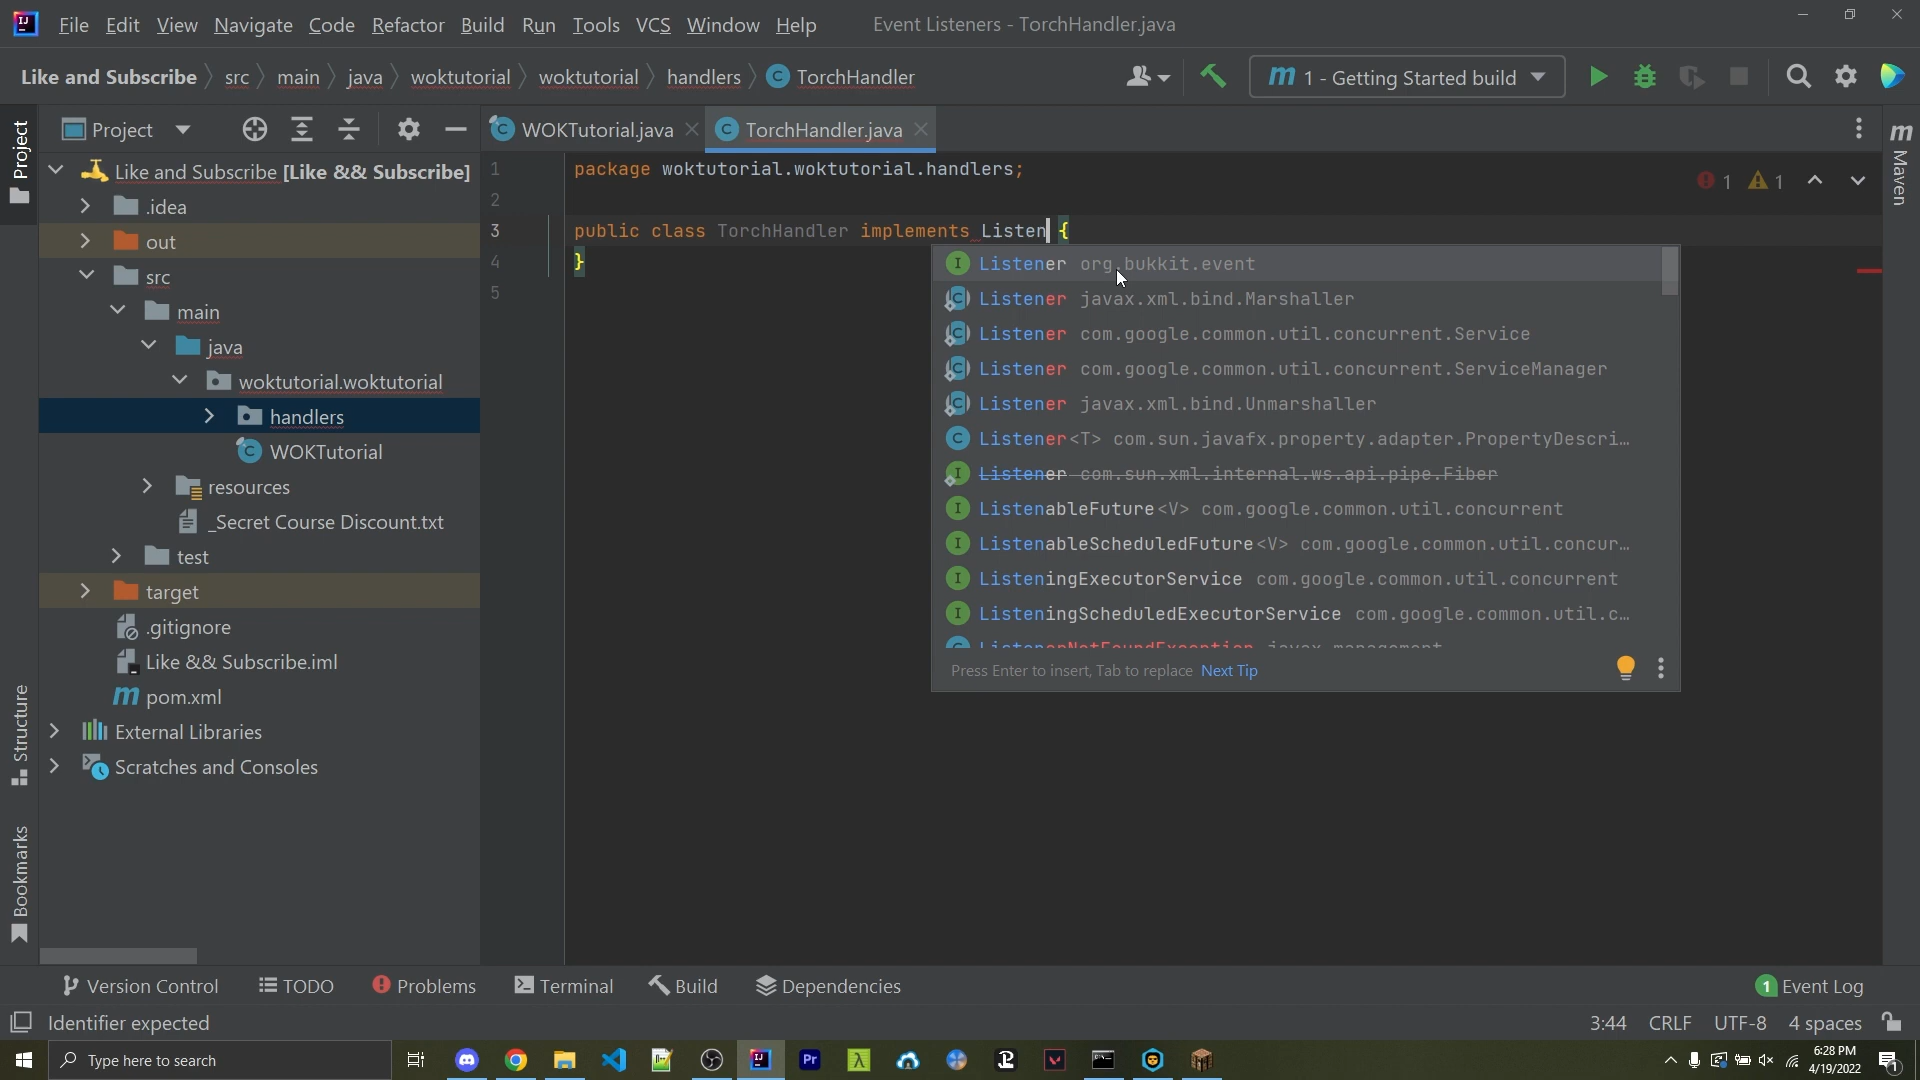 File Edit View Navigate Code Refactor Build Run Tools VCS Window Help Event Listeners - TorchHandler.java
Like and Subscribe src main java woktutorial woktutorial handlers C TorchHandler m 1 - Getting Started build
Project
WOKTutorial.java TorchHandler.java
Project
Structure
Bookmarks
Maven
Like and Subscribe [Like && Subscribe]
.idea
out
src
main
java
woktutorial.woktutorial
handlers
WOKTutorial
resources
_Secret Course Discount.txt
test
target
.gitignore
Like && Subscribe.iml
pom.xml
External Libraries
Scratches and Consoles
1 package woktutorial.woktutorial.handlers;
2
3 public class TorchHandler implements Listen {
4 }
5
1 1
Listener org.bukkit.event
Listener javax.xml.bind.Marshaller
Listener com.google.common.util.concurrent.Service
Listener com.google.common.util.concurrent.ServiceManager
Listener javax.xml.bind.Unmarshaller
Listener<T> com.sun.javafx.property.adapter.PropertyDescri…
Listener com.sun.xml.internal.ws.api.pipe.Fiber
ListenableFuture<V> com.google.common.util.concurrent
ListenableScheduledFuture<V> com.google.common.util.concur…
ListeningExecutorService com.google.common.util.concurrent
ListeningScheduledExecutorService com.google.common.util.c…
ListenerNotFoundException javax.management
Press Enter to insert, Tab to replace Next Tip
Version Control TODO Problems Terminal Build Dependencies 1 Event Log
Identifier expected 3:44 CRLF UTF-8 4 spaces
Type here to search
6:28 PM
4/19/2022